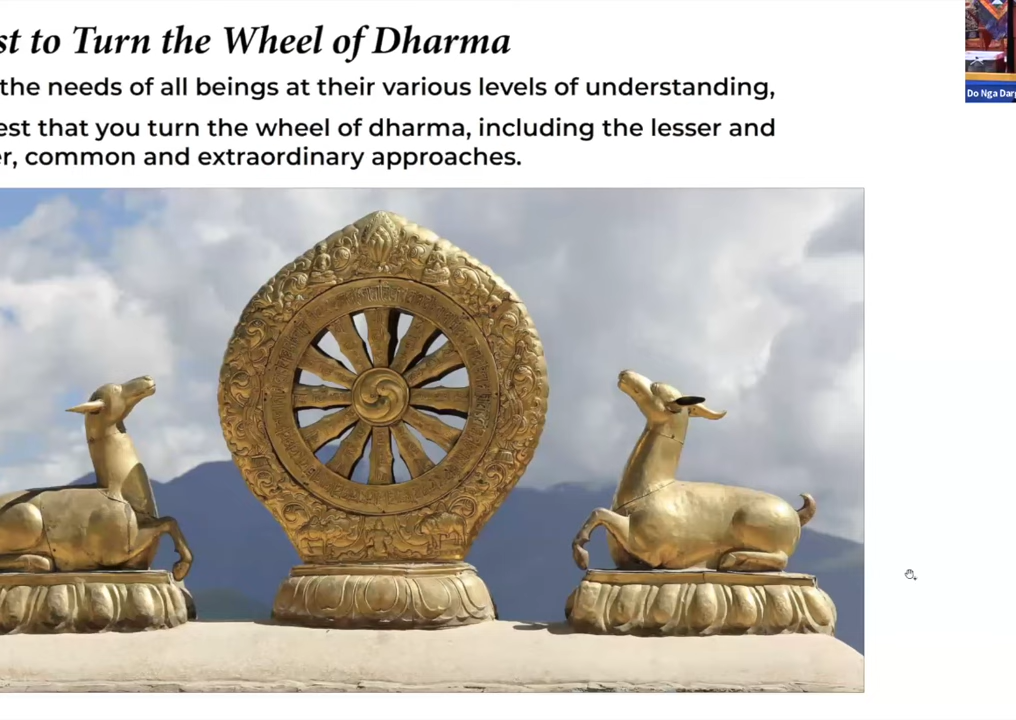 st to Turn the Wheel of Dharma
the needs of all beings at their various levels of understanding,
est that you turn the wheel of dharma, including the lesser and
r, common and extraordinary approaches.
Do Nga Darg